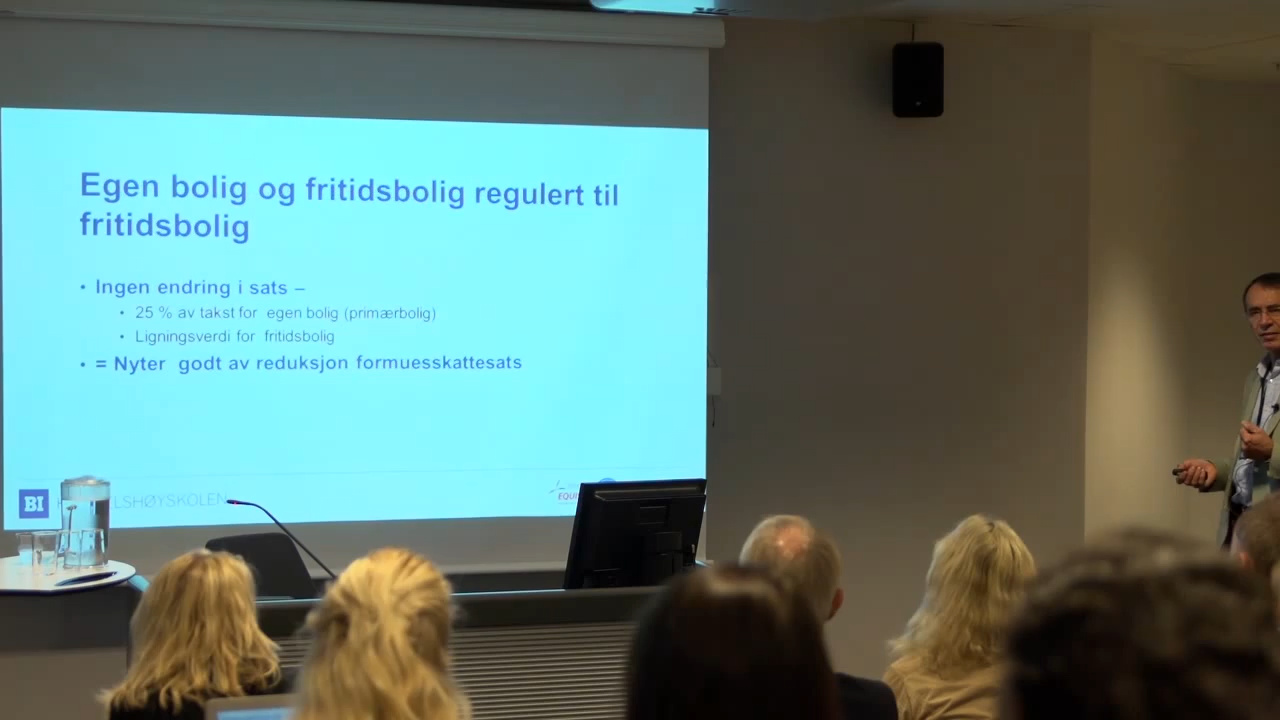 Egen bolig og fritidsbolig regulert til
fritidsbolig
• Ingen endring i sats –
• 25 % av takst for egen bolig (primærbolig)
• Ligningsverdi for fritidsbolig
• = Nyter godt av reduksjon formuesskattesats
BI